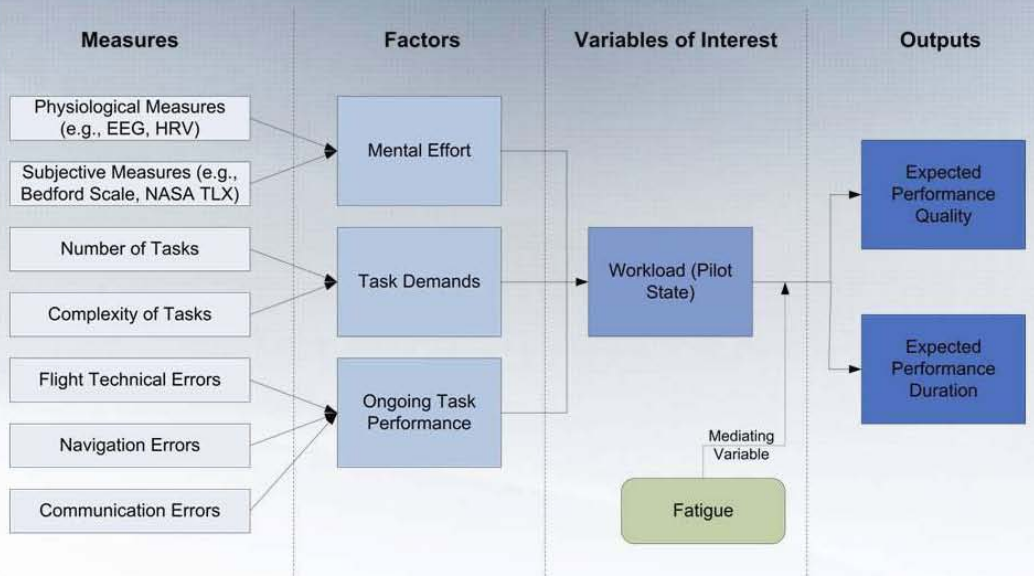 Measures
Factors
Variables of Interest
Outputs
Physiological Measures
(e.g., EEG, HRV)
Subjective Measures (e.g.,
Bedford Scale, NASA TLX)
Number of Tasks
Complexity of Tasks
Flight Technical Errors
Navigation Errors
Communication Errors
Mental Effort
Task Demands
Ongoing Task
Performance
Workload (Pilot
State)
Mediating
Variable
Fatigue
Expected
Performance
Quality
Expected
Performance
Duration